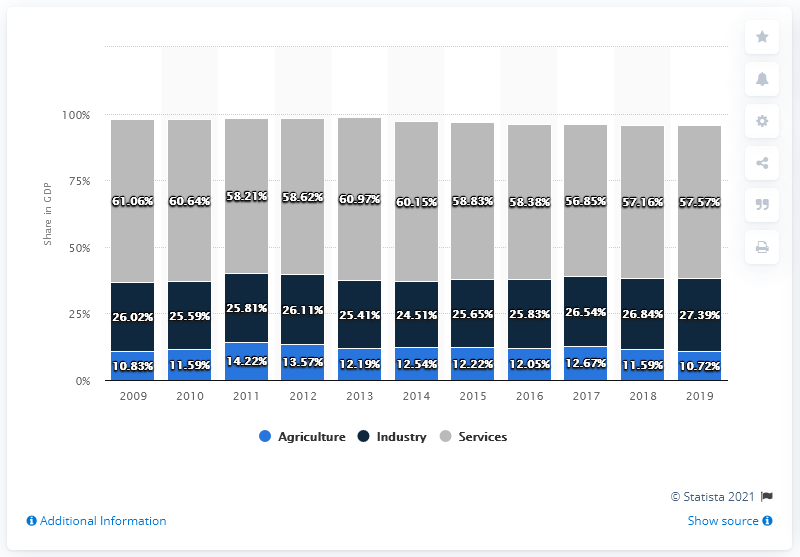 Share in GDP
100%
75%
50%
25%
0%
61.06% 60.64% 58.21% 58.62% 60.97% 60.15% 58.83% 58.38% 56.85% 57.16% 57.57%
26.02% 25.59% 25.81% 26.11% 25.41% 24.51% 25.65% 25.83% 26.54% 26.84% 27.39%
10.83% 11.59% 14.22% 13.57% 12.19% 12.54% 12.22% 12.05% 12.67% 11.59% 10.72%
2009 2010 2011 2012 2013 2014 2015 2016 2017 2018 2019
Agriculture Industry Services
© Statista 2021
Additional Information Show source